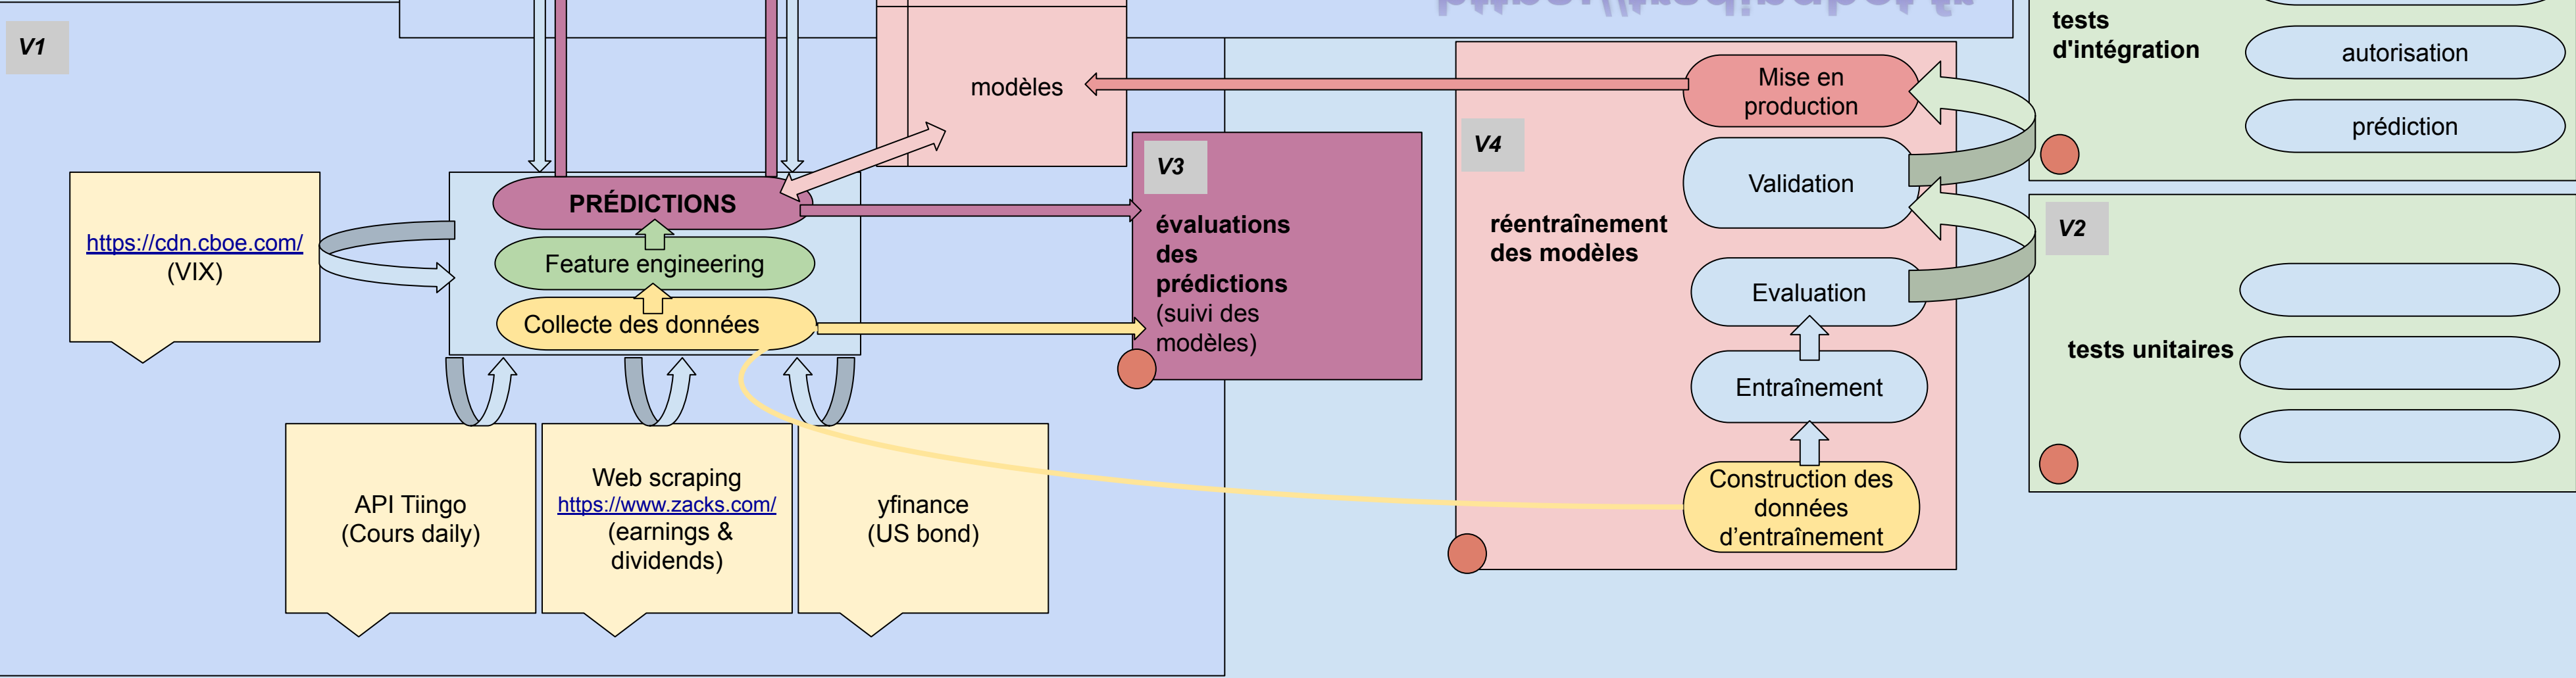 V1
modèles
https://cdn.cboe.com/
(VIX)
PRÉDICTIONS
Feature engineering
Collecte des données
API Tiingo
(Cours daily)
Web scraping
https://www.zacks.com/
(earnings &
dividends)
yfinance
(US bond)
V3
évaluations
des
prédictions
(suivi des
modèles)
V4
réentraînement
des modèles
Mise en
production
Validation
Evaluation
Entraînement
Construction des
données
d'entraînement
tests
d'intégration
autorisation
prédiction
V2
tests unitaires